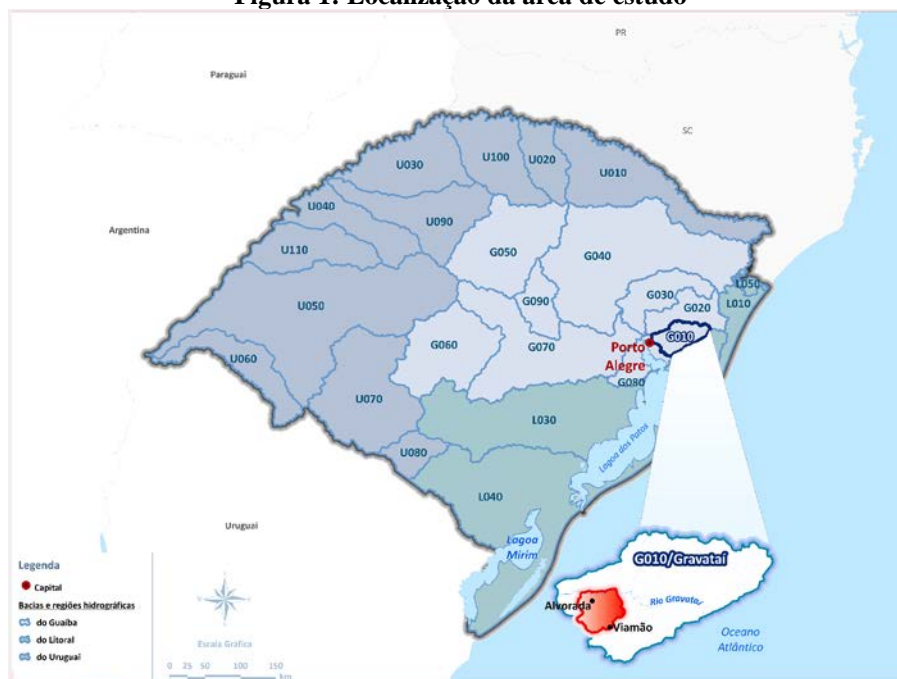 Figura 1: Localização da área de estudo
PR
Paraguai
SC
U030
U100
U020
U010
U040
U090
Argentina
U110
G050
G040
U050
G030
L050
G020
L010
G090
G010
U060
G060
G070
Porto
Alegre
G080
U070
L030
Lagoa dos Patos
U080
L040
Uruguai
Lagoa
Mirim
Legenda
Capital
Bacias e regiões hidrográficas
do Guaíba
do Litoral
do Uruguai
Escala Gráfica
0 25 50 100 150
km
G010/Gravataí
Rio Gravataí
Alvorada
Viamão
Oceano
Atlântico